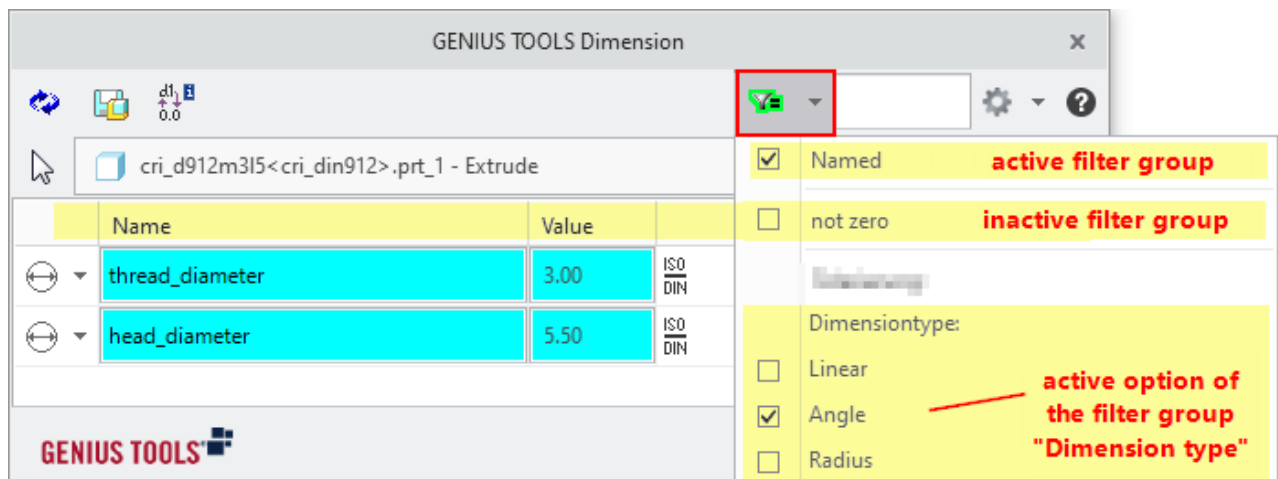 GENIUS TOOLS Dimension
cri_d912m3l5<cri_din912>.prt_1 - Extrude
Named
active filter group
not zero
inactive filter group
Name
Value
thread_diameter
3.00
ISO
DIN
head_diameter
5.50
ISO
DIN
Dimensiontype:
Linear
Angle
Radius
active option of
the filter group
"Dimension type"
GENIUS TOOLS
d1
0.0